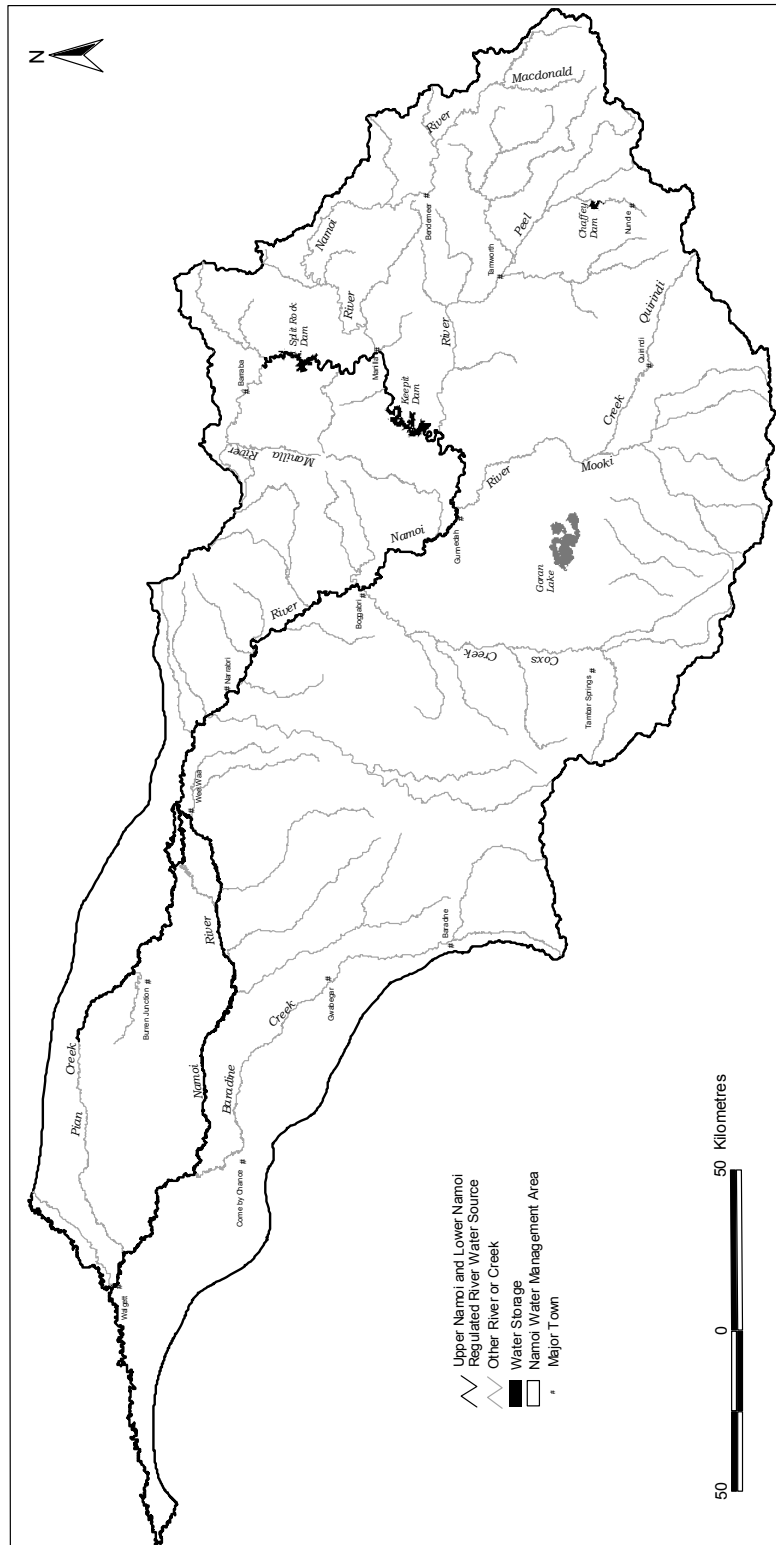 N
Macdonald
River
Namoi
River
Bendemeer
Peel
River
Tamworth
Chaffey
Dam
Nundle
Quirindi
Creek
Quirindi
Split Rock
Dam
Barraba
Manilla
Keepit
Dam
Manilla
River
Mooki
River
Gunnedah
Namoi
River
Goran
Lake
Boggabri
Coxs
Creek
Tambar Springs
Narrabri
Wee Waa
River
Namoi
Baradine
Gwabegar
Creek
Baradine
Burren Junction
Pian
Creek
Come by Chance
Walgett
Upper Namoi and Lower Namoi
Regulated River Water Source
Other River or Creek
Water Storage
Namoi Water Management Area
# Major Town
50
0
50 Kilometres